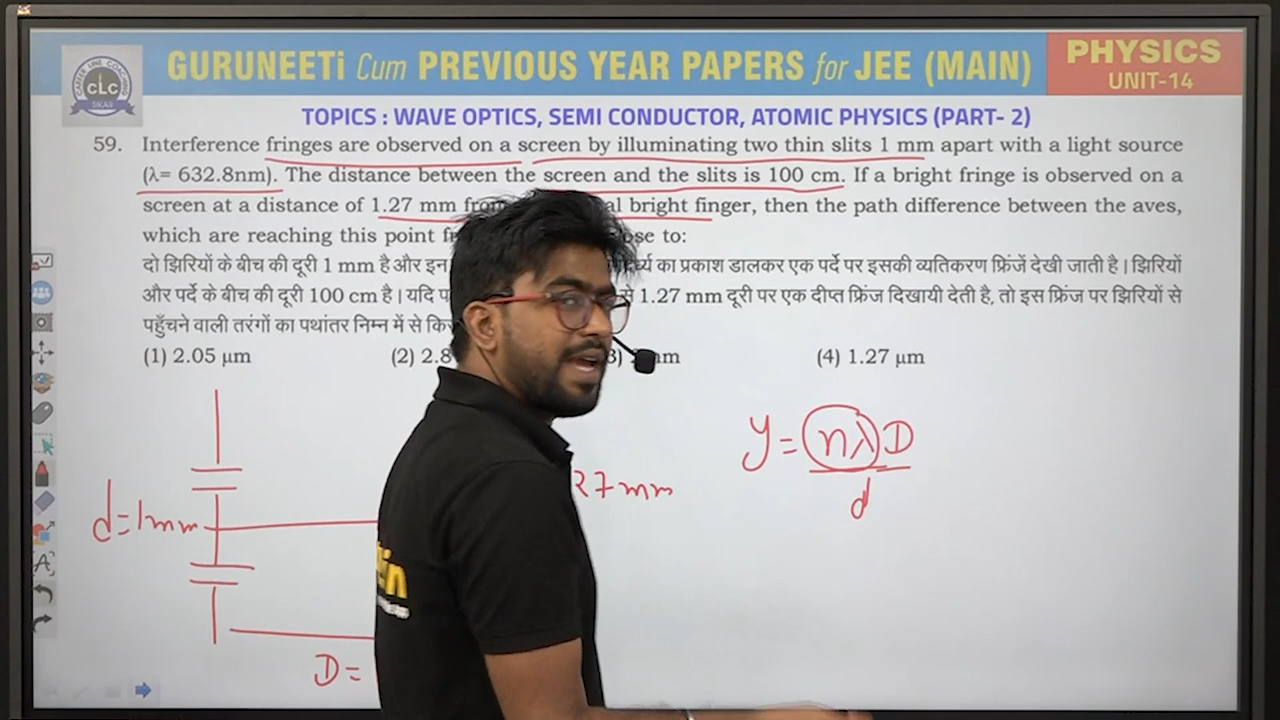 GURUNEETi Cum PREVIOUS YEAR PAPERS for JEE (MAIN)
PHYSICS
UNIT-14
CLC
SIKAR
TOPICS : WAVE OPTICS, SEMI CONDUCTOR, ATOMIC PHYSICS (PART- 2)
59. Interference fringes are observed on a screen by illuminating two thin slits 1 mm apart with a light source
(λ= 632.8nm). The distance between the screen and the slits is 100 cm. If a bright fringe is observed on a
screen at a distance of 1.27 mm bright finger, then the path difference between the aves,
which are reaching this point to:
दो झिरियों के बीच की दूरी 1 mm है और इन का प्रकाश डालकर एक पर्दे पर इसकी व्यतिकरण फ्रिंजें देखी जाती है। झिरियों
और पर्दे के बीच की दूरी 100 cm है। यदि 1.27 mm दूरी पर एक दीप्त फ्रिंज दिखायी देती है, तो इस फ्रिंज पर झिरियों से
पहुँचने वाली तरंगों का पथांतर निम्न में से
(1) 2.05 μm (2) 2.8 (4) 1.27 μm
y = nλD
d
27mm
d=1mm
D=